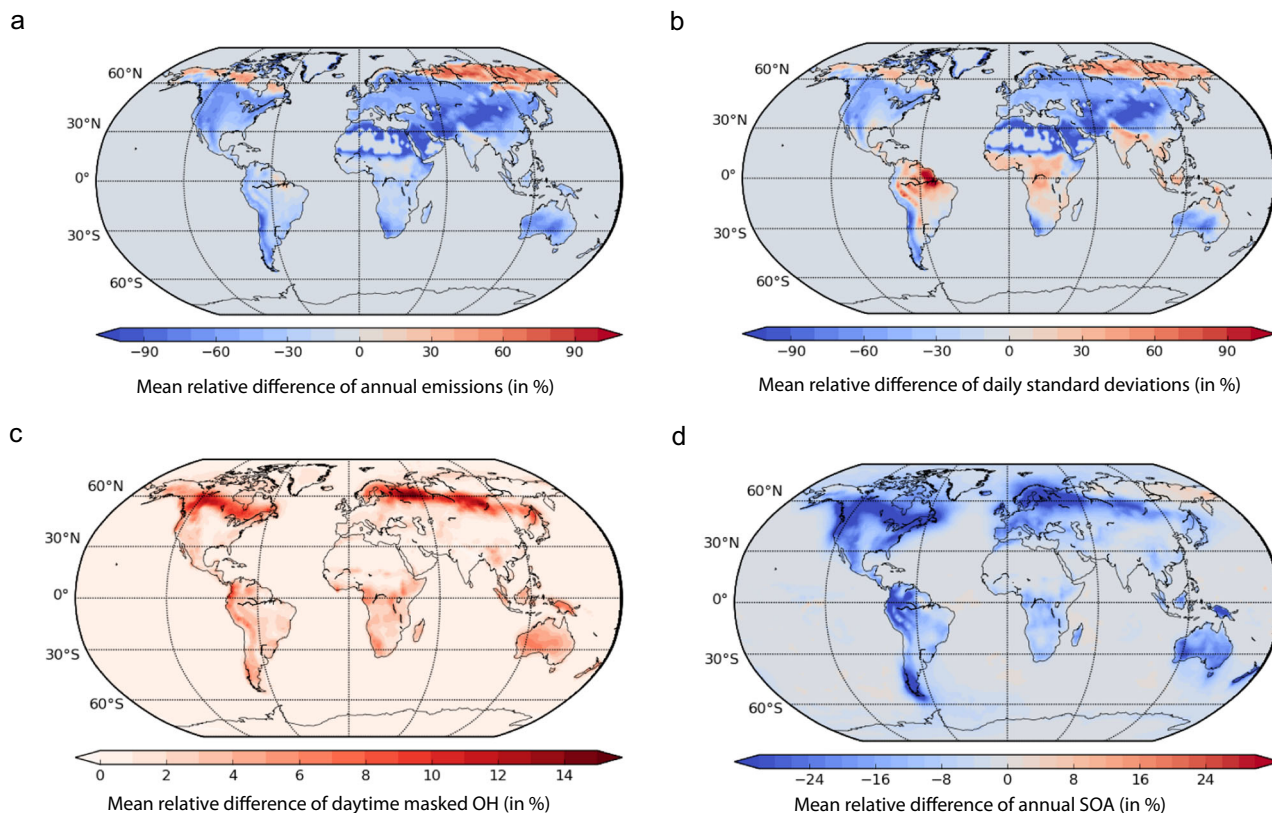 a
60°N
30°N
0°
30°S
60°S
−90 −60 −30 0 30 60 90
Mean relative difference of annual emissions (in %)
b
60°N
30°N
0°
30°S
60°S
−90 −60 −30 0 30 60 90
Mean relative difference of daily standard deviations (in %)
c
60°N
30°N
0°
30°S
60°S
0 2 4 6 8 10 12 14
Mean relative difference of daytime masked OH (in %)
d
60°N
30°N
0°
30°S
60°S
−24 −16 −8 0 8 16 24
Mean relative difference of annual SOA (in %)